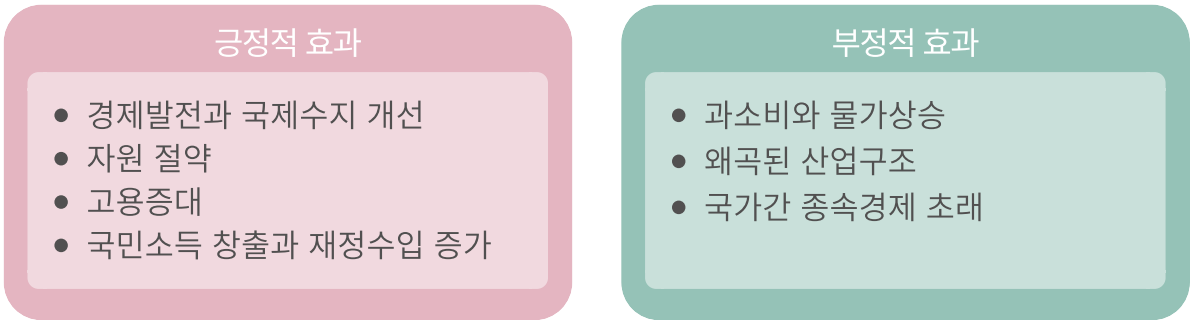 긍정적 효과
● 경제발전과 국제수지 개선
● 자원 절약
● 고용증대
● 국민소득 창출과 재정수입 증가
부정적 효과
● 과소비와 물가상승
● 왜곡된 산업구조
● 국가간 종속경제 초래